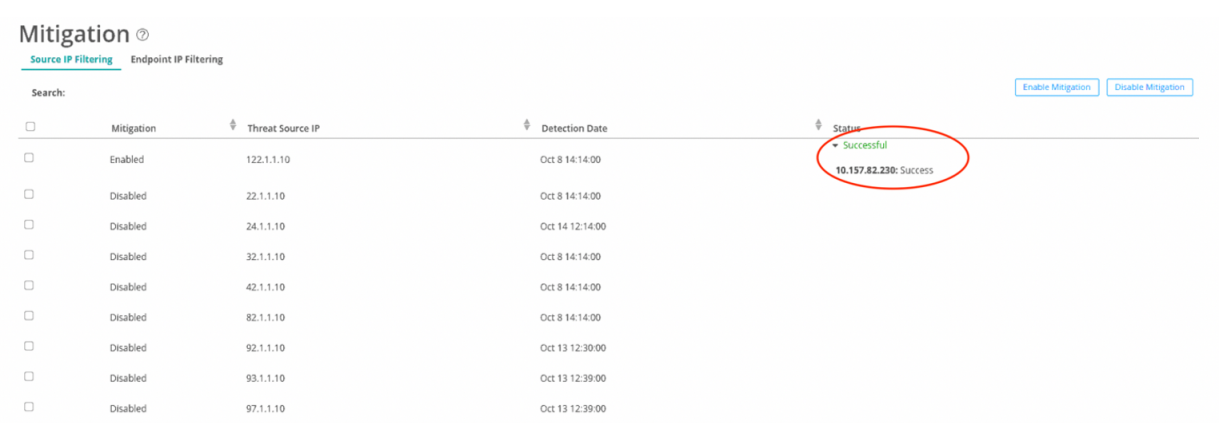 Mitigation ?
Source IP Filtering Endpoint IP Filtering
Search: Enable Mitigation Disable Mitigation
Mitigation Threat Source IP Detection Date Status
Enabled 122.1.1.10 Oct 8 14:14:00 Successful
10.157.82.230: Success
Disabled 22.1.1.10 Oct 8 14:14:00
Disabled 24.1.1.10 Oct 14 12:14:00
Disabled 32.1.1.10 Oct 8 14:14:00
Disabled 42.1.1.10 Oct 8 14:14:00
Disabled 82.1.1.10 Oct 8 14:14:00
Disabled 92.1.1.10 Oct 13 12:30:00
Disabled 93.1.1.10 Oct 13 12:39:00
Disabled 97.1.1.10 Oct 13 12:39:00